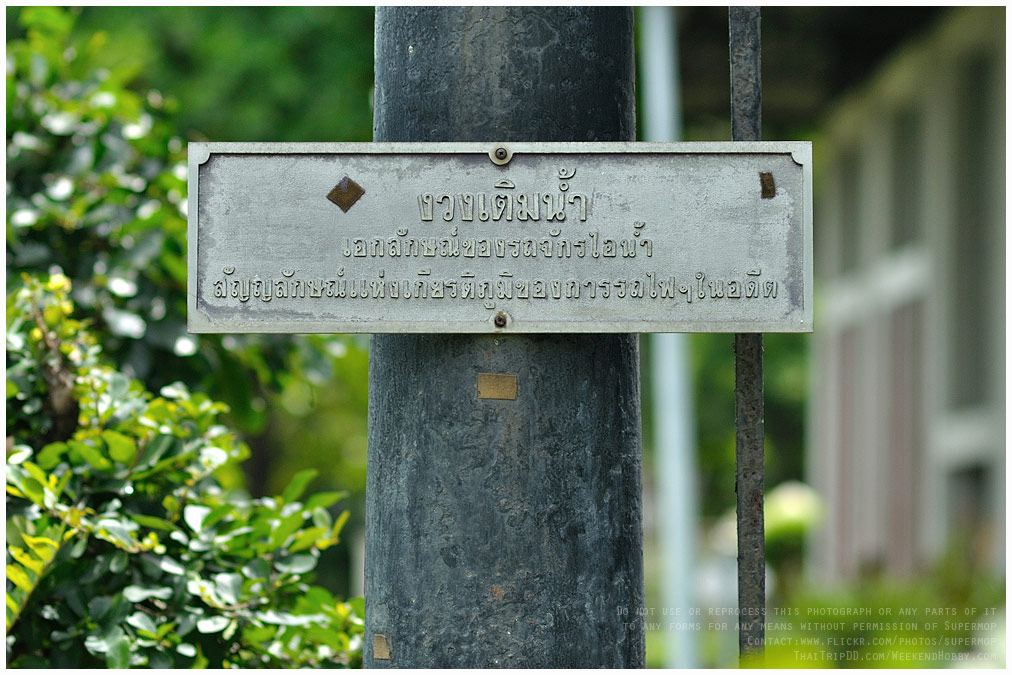 งวงเติมน้ำ
เอกลักษณ์ของรถจักรไอน้ำ
สัญญลักษณ์แห่งเกียรติภูมิของการรถไฟฯในอดีต
Do not use or reprocess this photograph or any parts of it
to any forms for any means without permission of Supermop
Contact:www.flickr.com/photos/supermop
ThaiTripDD.com/WeekendHobby.com